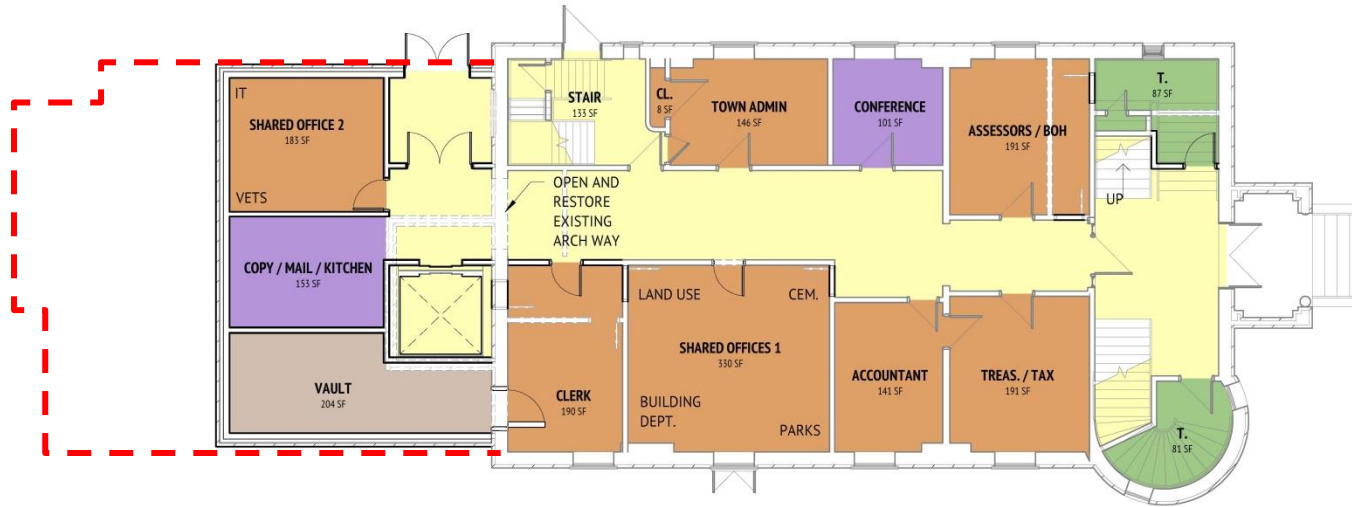 IT
SHARED OFFICE 2
183 SF
VETS
COPY / MAIL / KITCHEN
153 SF
VAULT
204 SF
STAIR
133 SF
CL.
8 SF
TOWN ADMIN
146 SF
CONFERENCE
101 SF
ASSESSORS / BOH
191 SF
T.
87 SF
UP
OPEN AND
RESTORE
EXISTING
ARCH WAY
CLERK
190 SF
LAND USE
CEM.
SHARED OFFICES 1
330 SF
BUILDING
DEPT.
PARKS
ACCOUNTANT
141 SF
TREAS. / TAX
191 SF
T.
81 SF